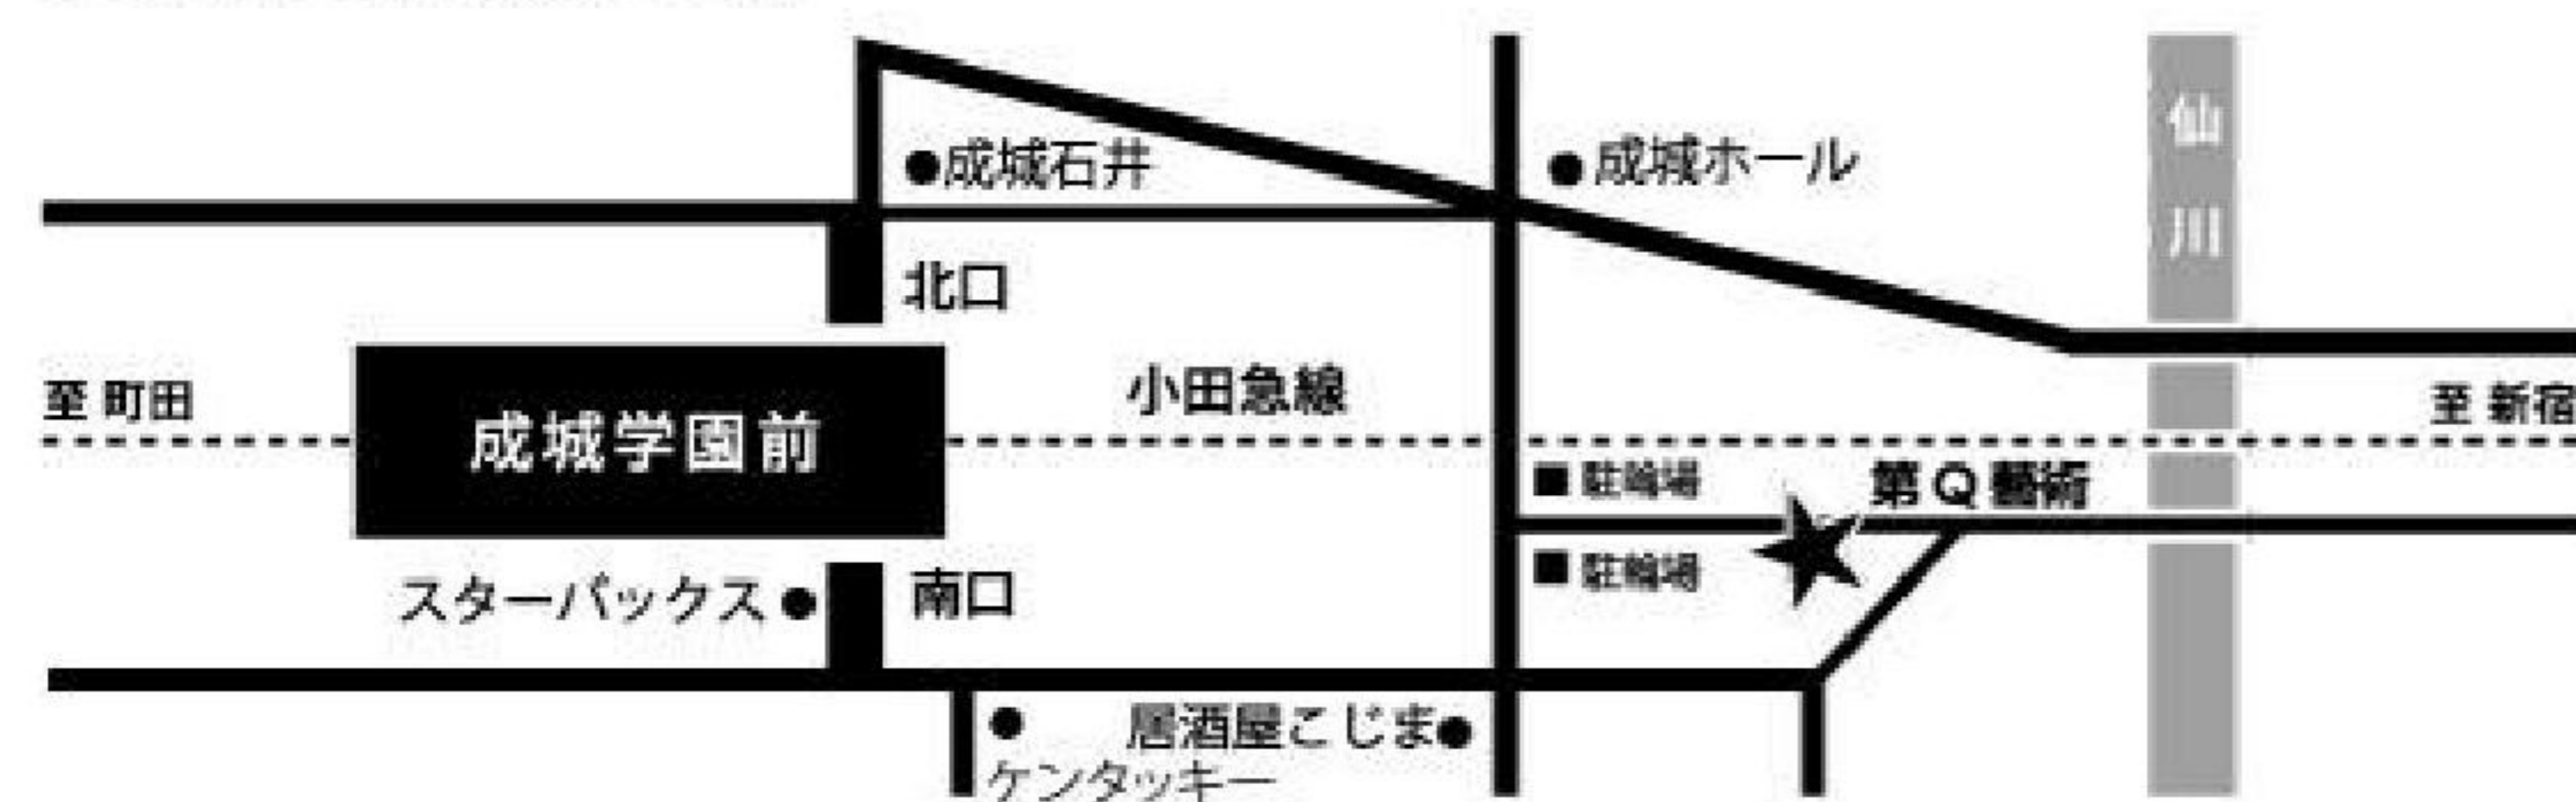 仙川
成城石井
成城ホール
北口
至 町田
小田急線
至 新宿
成城学園前
駐輪場
第Q藝術
駐輪場
スターバックス
南口
居酒屋こじま
ケンタッキー